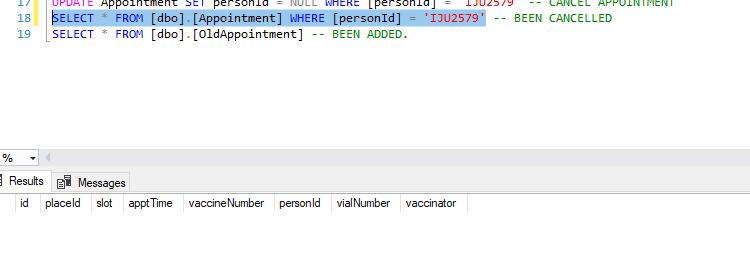 17 UPDATE Appointment SET personId = NULL WHERE [personId] = 'IJU2579' -- CANCEL APPOINTMENT
18 SELECT * FROM [dbo].[Appointment] WHERE [personId] = 'IJU2579' -- BEEN CANCELLED
19 SELECT * FROM [dbo].[OldAppointment] -- BEEN ADDED.
%
Results Messages
id placeId slot apptTime vaccineNumber personId vialNumber vaccinator